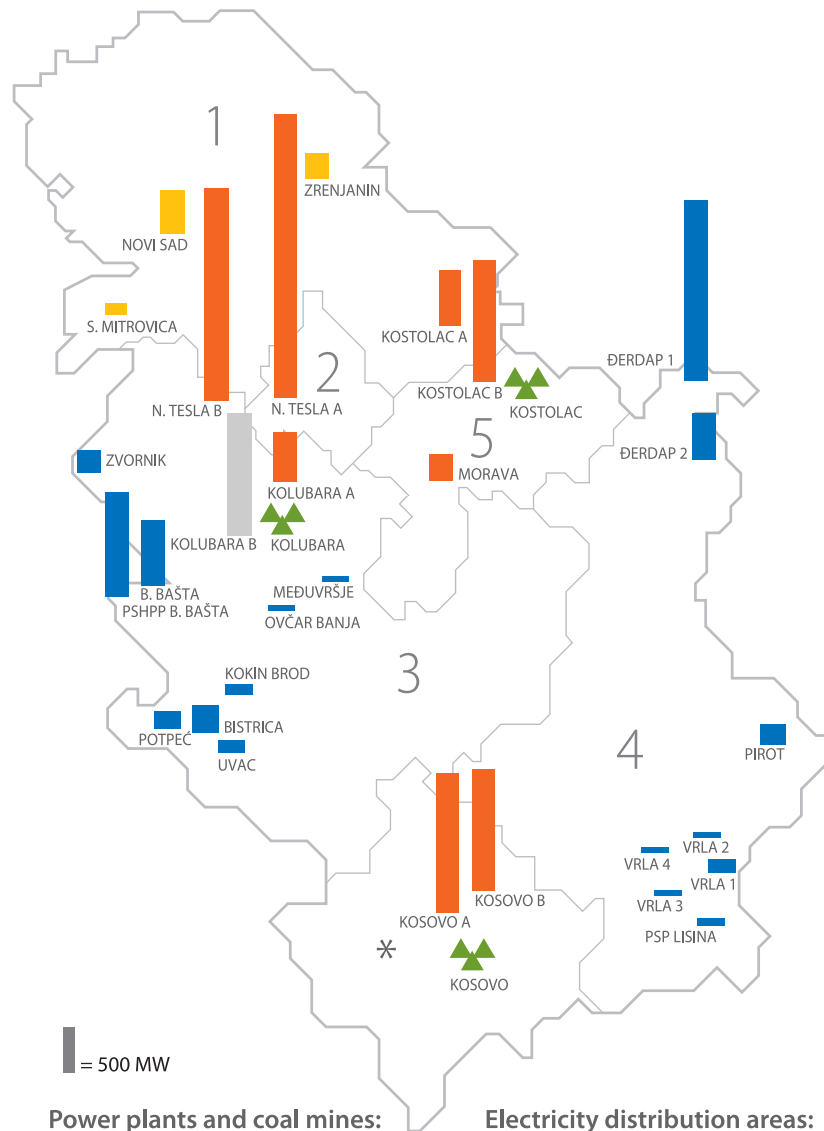 1
ZRENJANIN
NOVI SAD
S. MITROVICA
KOSTOLAC A
ĐERDAP 1
2
KOSTOLAC B
KOSTOLAC
N. TESLA B
N. TESLA A
5
ĐERDAP 2
ZVORNIK
MORAVA
KOLUBARA A
KOLUBARA B
KOLUBARA
B. BAŠTA
MEĐUVRŠJE
PSHPP B. BAŠTA
OVČAR BANJA
3
KOKIN BROD
BISTRICA
POTPEĆ
UVAC
4
PIROT
VRLA 2
VRLA 4
VRLA 1
VRLA 3
KOSOVO B
KOSOVO A
PSP LISINA
*
KOSOVO
= 500 MW
Power plants and coal mines:
Electricity distribution areas: